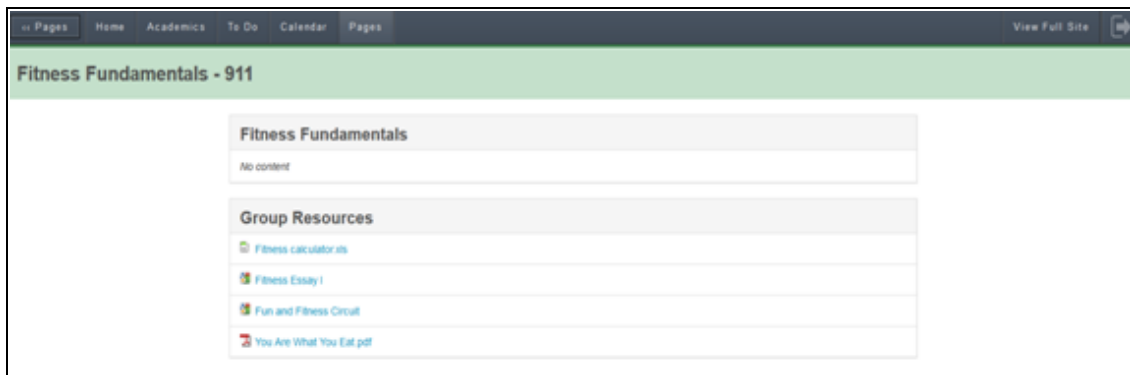 ‹‹ Pages Home Academics To Do Calendar Pages View Full Site
Fitness Fundamentals - 911
Fitness Fundamentals
No content
Group Resources
Fitness calculator.xls
Fitness Essay I
Fun and Fitness Circuit
You Are What You Eat.pdf